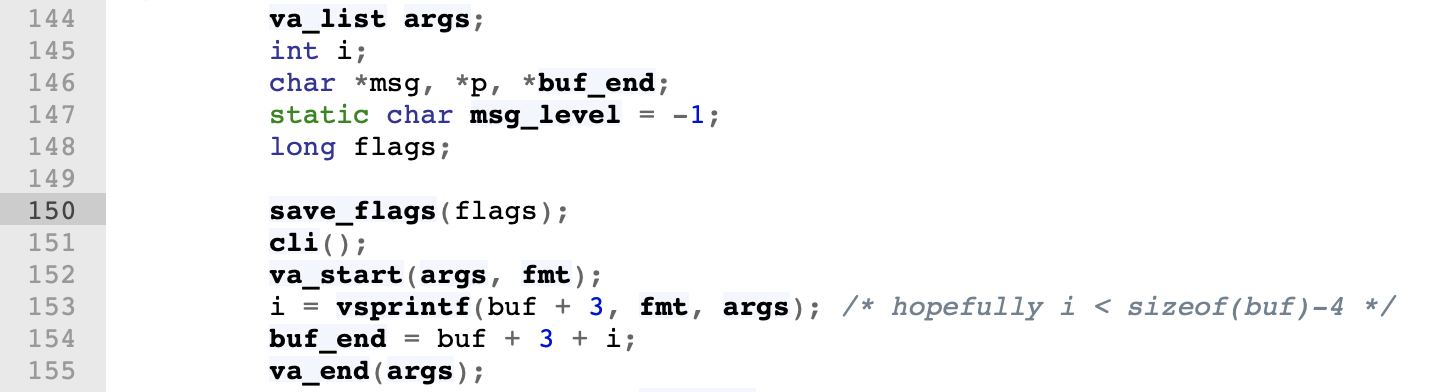 144 va_list args;
145 int i;
146 char *msg, *p, *buf_end;
147 static char msg_level = -1;
148 long flags;
149
150 save_flags(flags);
151 cli();
152 va_start(args, fmt);
153 i = vsprintf(buf + 3, fmt, args); /* hopefully i < sizeof(buf)-4 */
154 buf_end = buf + 3 + i;
155 va_end(args);